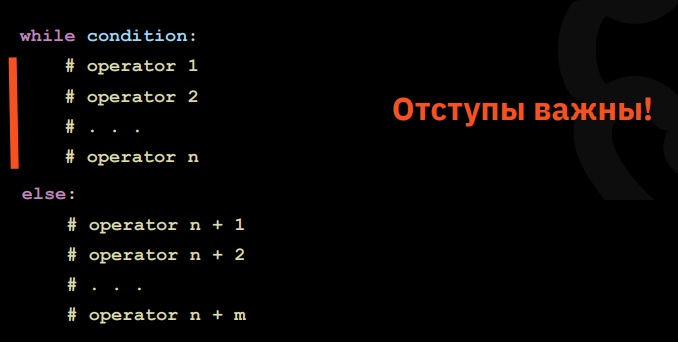 while condition:
# operator 1
# operator 2
# . . .
# operator n
Отступы важны!
else:
# operator n + 1
# operator n + 2
# . . .
# operator n + m